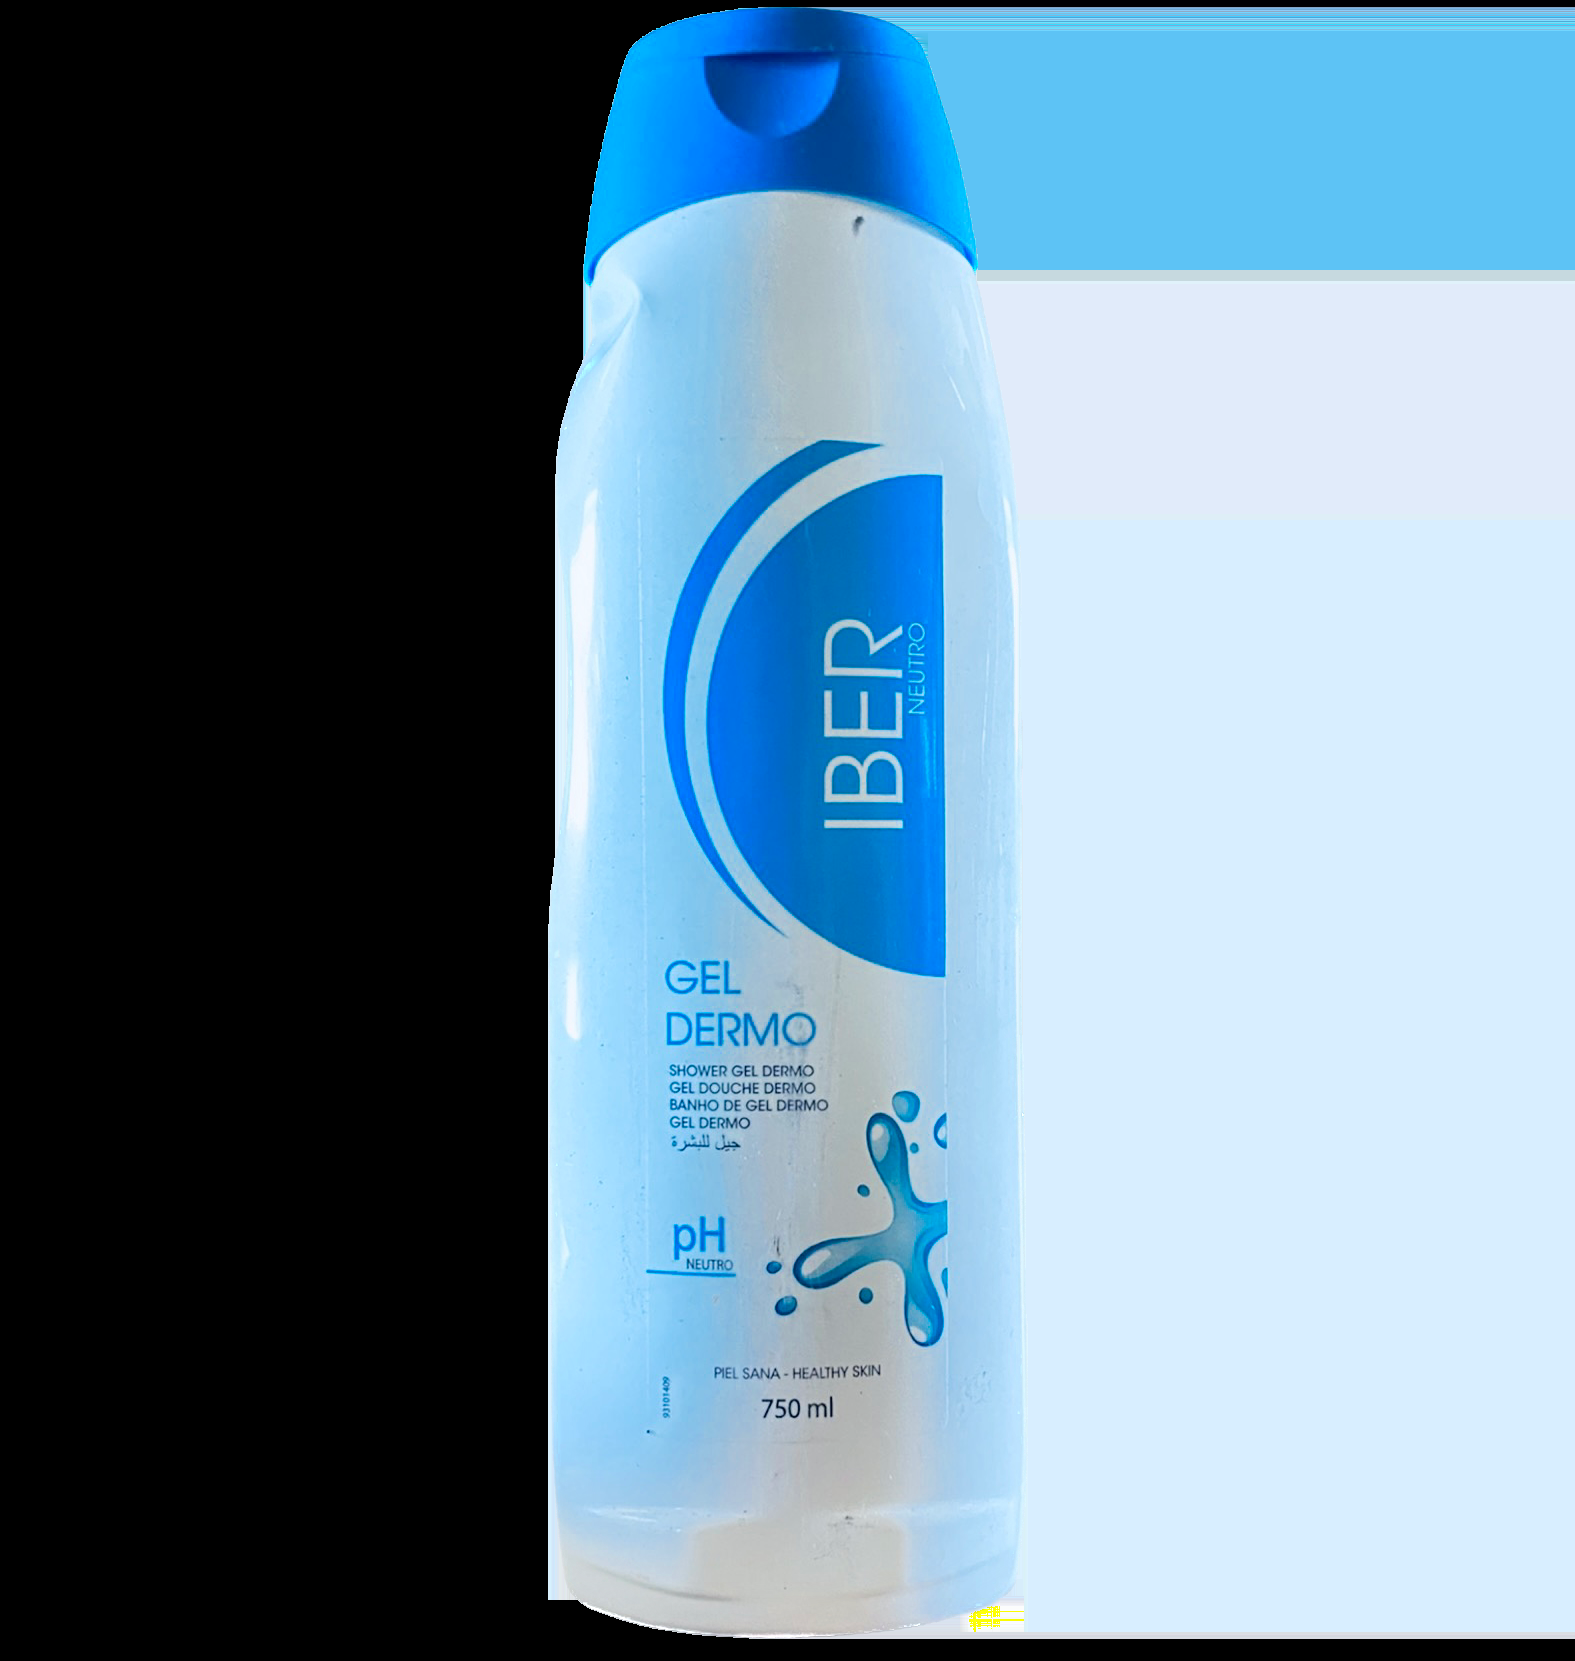 IBER
NEUTRO
GEL
DERMO
SHOWER GEL DERMO
GEL DOUCHE DERMO
BANHO DE GEL DERMO
GEL DERMO
جيل للبشرة
pH
NEUTRO
PIEL SANA - HEALTHY SKIN
750 ml
93101409